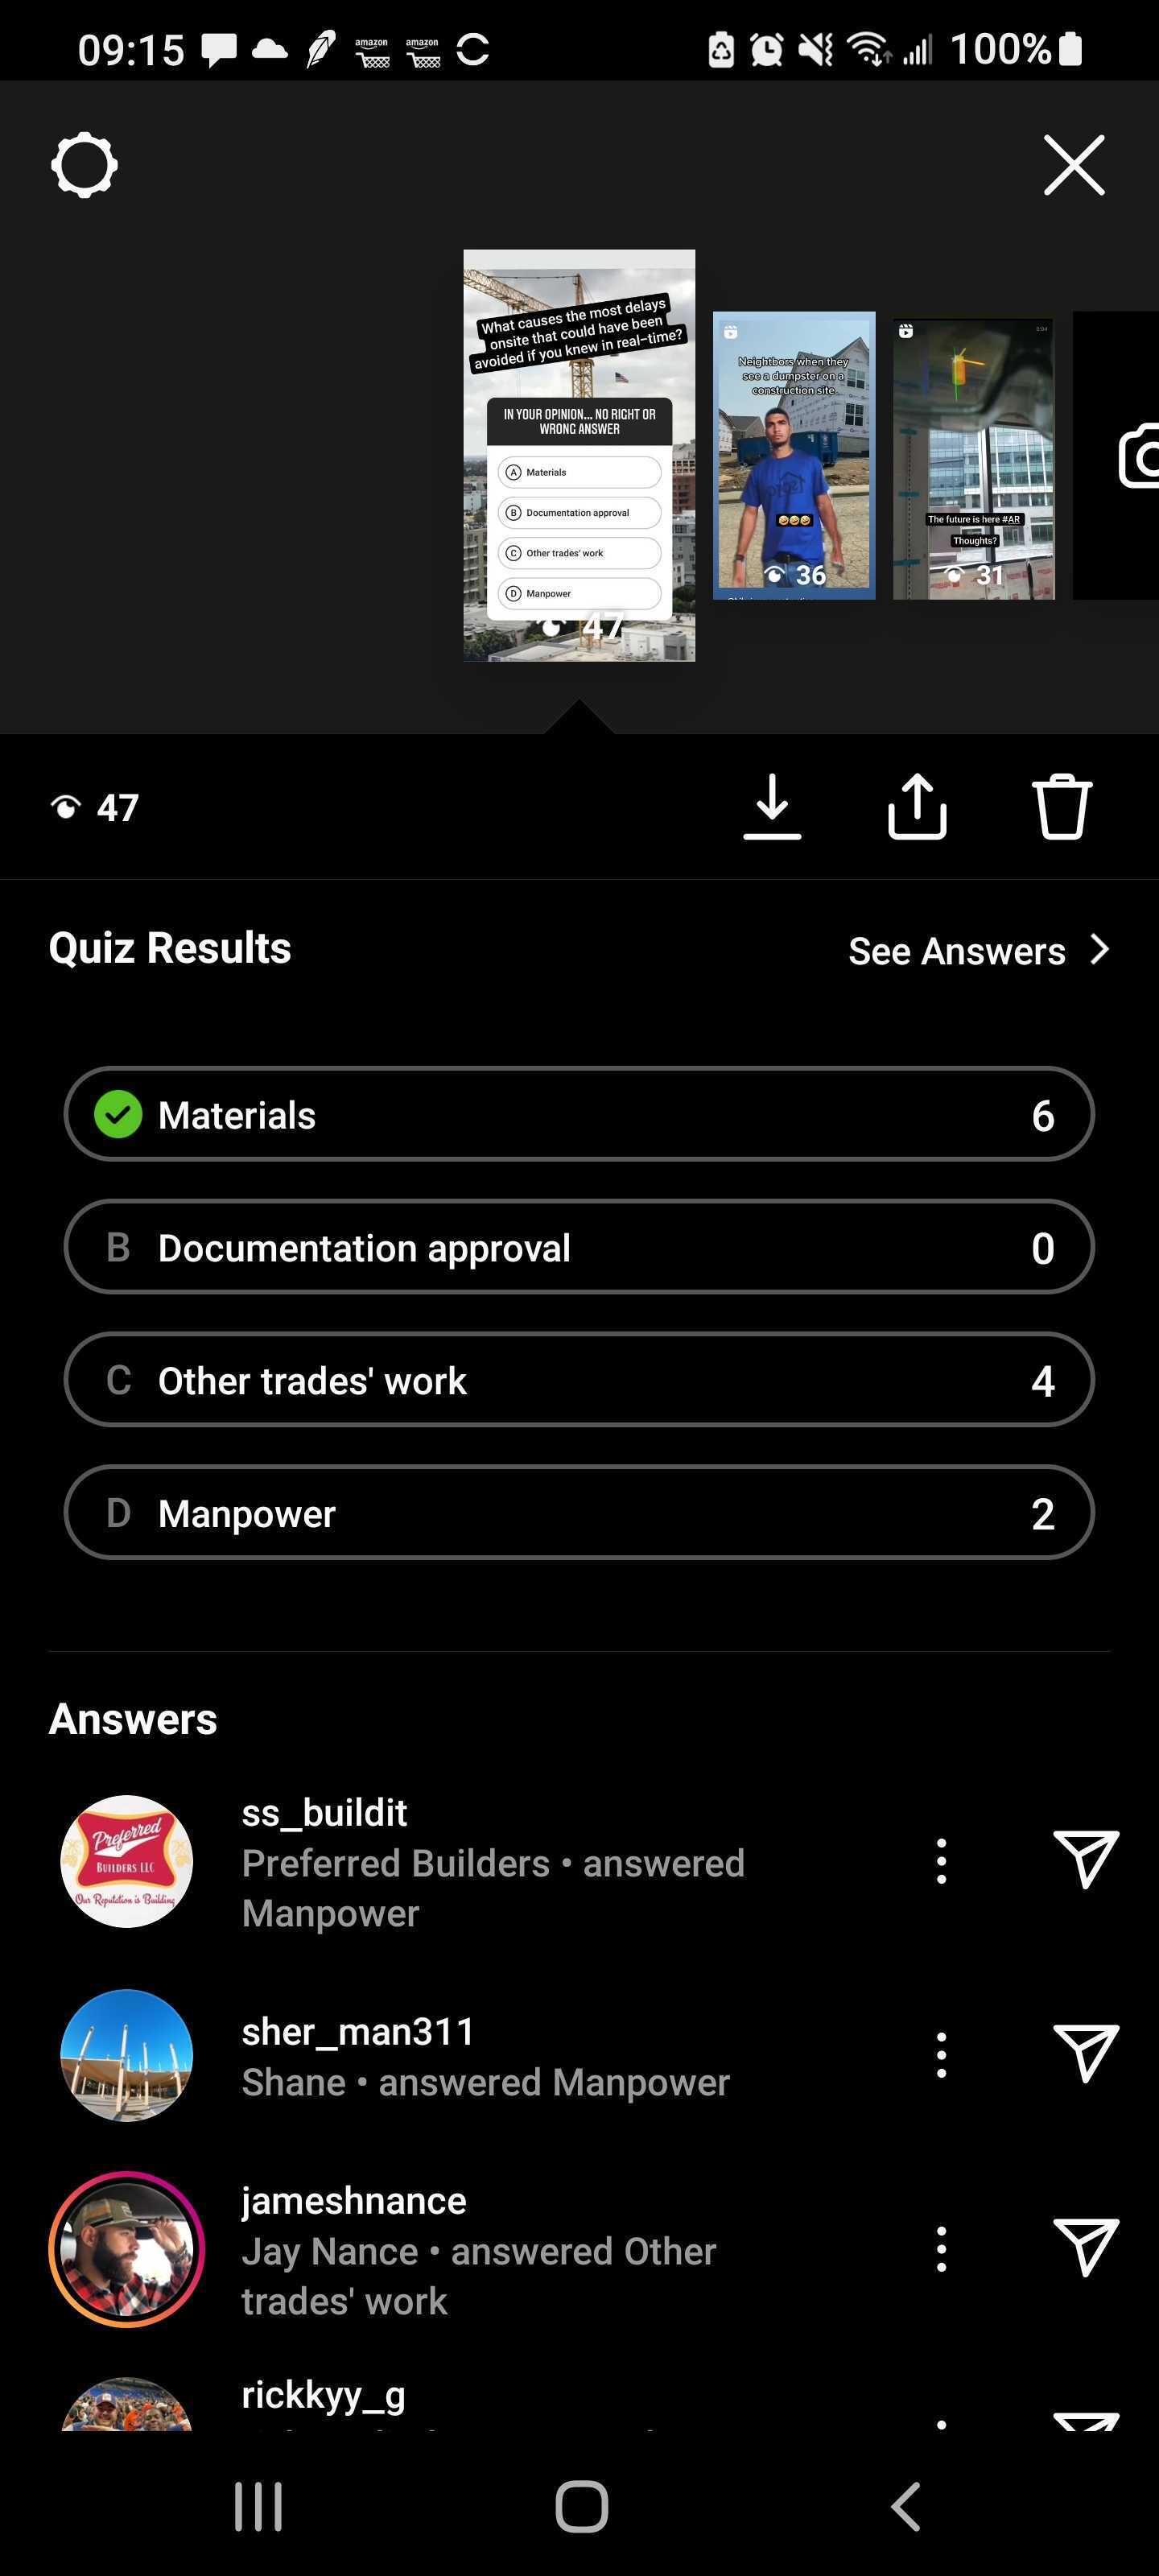 09:15
amazon
amazon
100%
What causes the most delays
onsite that could have been
avoided if you knew in real-time?
IN YOUR OPINION... NO RIGHT OR
WRONG ANSWER
A Materials
B Documentation approval
C Other trades' work
D Manpower
47
Neighbors when they
see a dumpster on a
construction site
36
The future is here #AR
Thoughts?
31
47
Quiz Results
See Answers
Materials 6
B Documentation approval 0
C Other trades' work 4
D Manpower 2
Answers
Preferred
BUILDERS LLC
Our Reputation is Building
ss_buildit
Preferred Builders • answered
Manpower
sher_man311
Shane • answered Manpower
jameshnance
Jay Nance • answered Other
trades' work
rickkyy_g